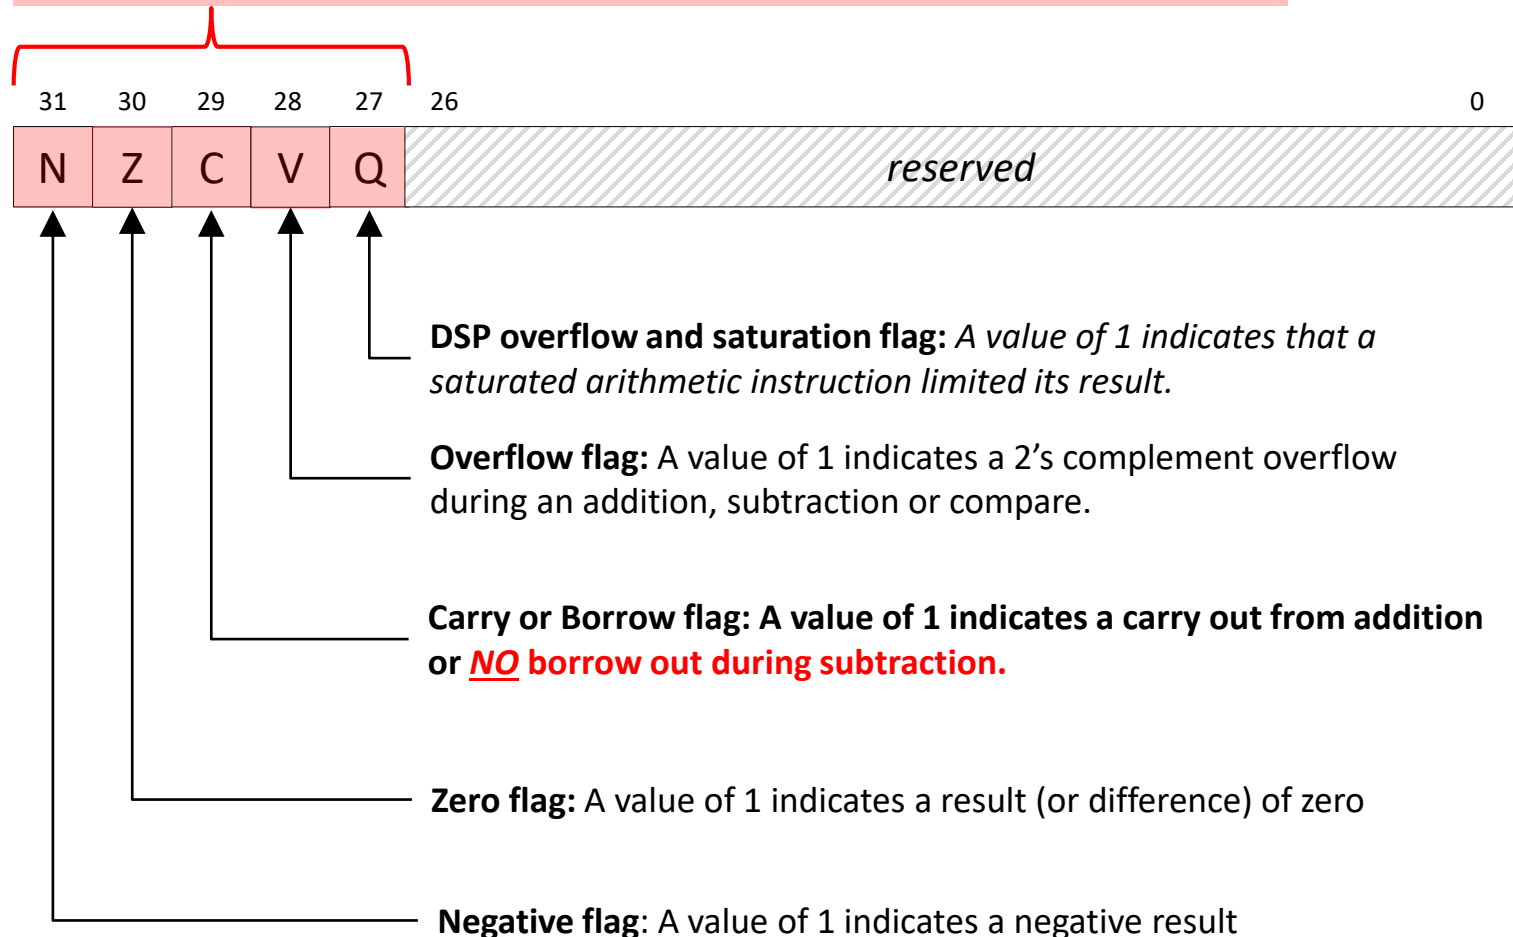 31 30 29 28 27 26 0
N Z C V Q reserved
DSP overflow and saturation flag: A value of 1 indicates that a
saturated arithmetic instruction limited its result.
Overflow flag: A value of 1 indicates a 2’s complement overflow
during an addition, subtraction or compare.
Carry or Borrow flag: A value of 1 indicates a carry out from addition
or NO borrow out during subtraction.
Zero flag: A value of 1 indicates a result (or difference) of zero
Negative flag: A value of 1 indicates a negative result